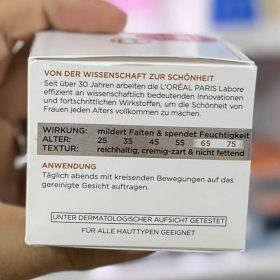 VON DER WISSENSCHAFT ZUR SCHÖNHEIT
Seit über 30 Jahren arbeiten die L'ORÉAL PARIS Labore
effizient an wissenschaftlich bedeutenden Innovationen
und fortschrittlichen Wirkstoffen, um die Schönheit von
Frauen jeden Alters vollkommen zu machen.
WIRKUNG: mildert Falten & spendet Feuchtigkeit
ALTER: 25 35 45 55 65 75
TEXTUR: reichhaltig, cremig-zart & nicht fettend
ANWENDUNG
Täglich abends mit kreisenden Bewegungen auf das
gereinigte Gesicht auftragen.
UNTER DERMATOLOGISCHER AUFSICHT GETESTET
FÜR ALLE HAUTTYPEN GEEIGNET